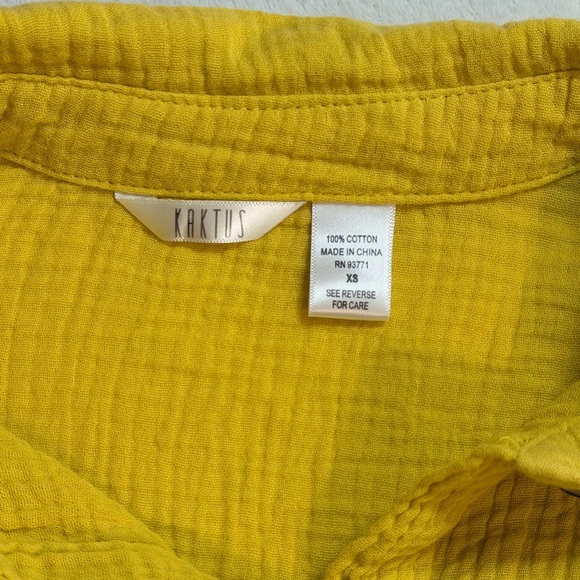 KAKTUS
100% COTTON
MADE IN CHINA
RN 93771
XS
SEE REVERSE
FOR CARE